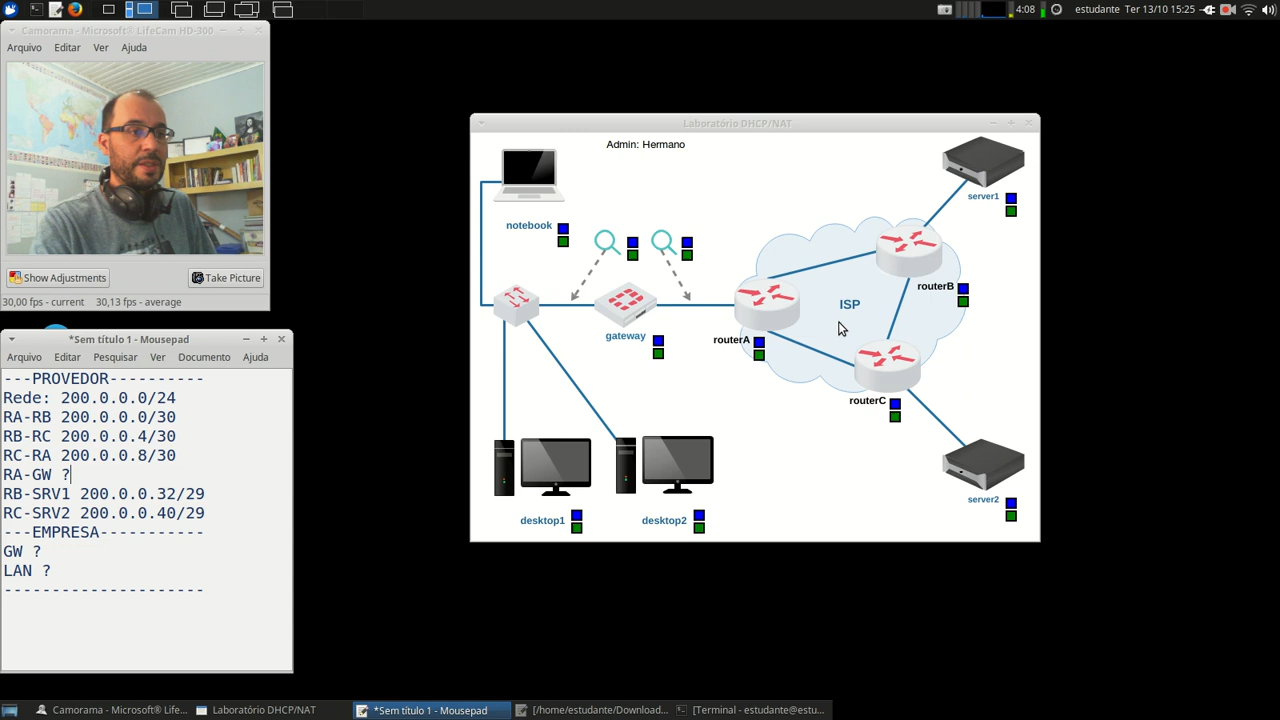 4:08
estudante Ter 13/10 15:25
Camorama - Microsoft® LifeCam HD-300
Arquivo Editar Ver Ajuda
Show Adjustments
Take Picture
30,00 fps - current 30,13 fps - average
*Sem título 1 - Mousepad
Arquivo Editar Pesquisar Ver Documento Ajuda
---PROVEDOR----------
Rede: 200.0.0.0/24
RA-RB 200.0.0.0/30
RB-RC 200.0.0.4/30
RC-RA 200.0.0.8/30
RA-GW ?
RB-SRV1 200.0.0.32/29
RC-SRV2 200.0.0.40/29
---EMPRESA-----------
GW ?
LAN ?
---------------------
Laboratório DHCP/NAT
Admin: Hermano
server1
notebook
routerB
ISP
gateway
routerA
routerC
server2
desktop1
desktop2
Camorama - Microsoft® Life...
Laboratório DHCP/NAT
*Sem título 1 - Mousepad
[/home/estudante/Download...
[Terminal - estudante@estu...